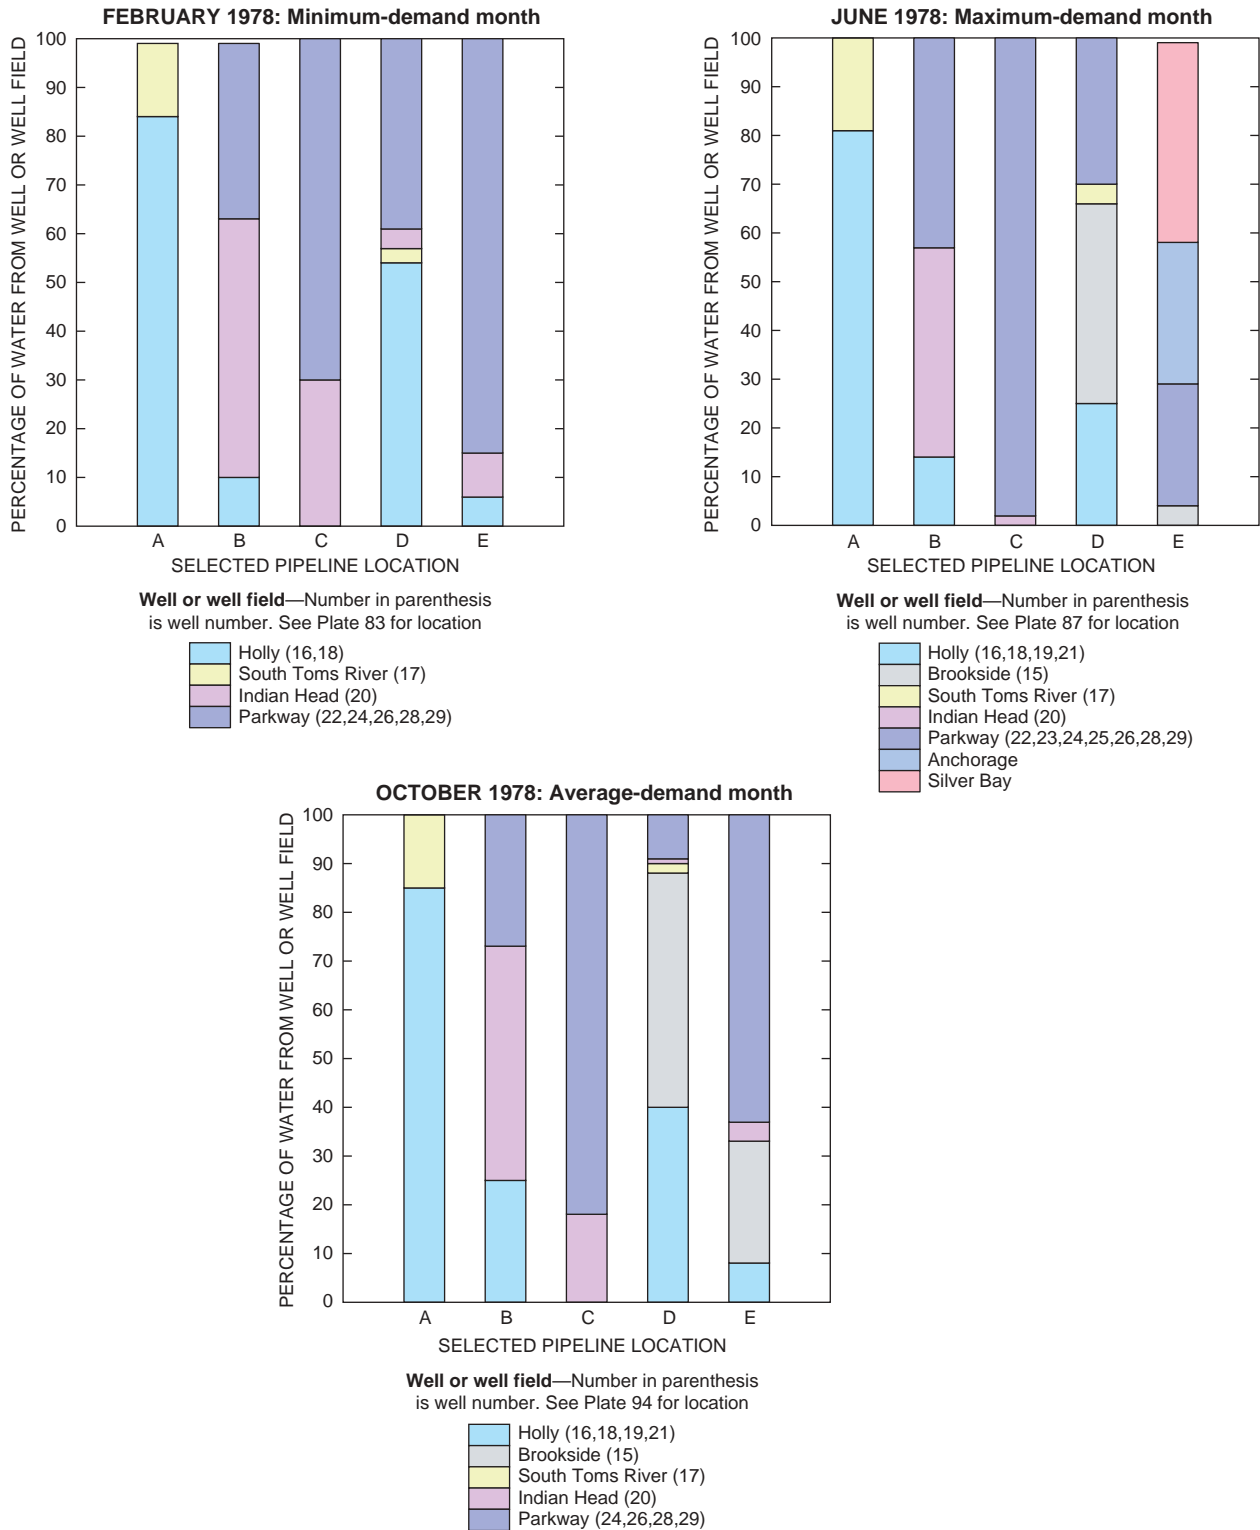 FEBRUARY 1978: Minimum-demand month
PERCENTAGE OF WATER FROM WELL OR WELL FIELD
100
90
80
70
60
50
40
30
20
10
0
A B C D E
SELECTED PIPELINE LOCATION
Well or well field—Number in parenthesis
is well number. See Plate 83 for location
Holly (16,18)
South Toms River (17)
Indian Head (20)
Parkway (22,24,26,28,29)
JUNE 1978: Maximum-demand month
PERCENTAGE OF WATER FROM WELL OR WELL FIELD
100
90
80
70
60
50
40
30
20
10
0
A B C D E
SELECTED PIPELINE LOCATION
Well or well field—Number in parenthesis
is well number. See Plate 87 for location
Holly (16,18,19,21)
Brookside (15)
South Toms River (17)
Indian Head (20)
Parkway (22,23,24,25,26,28,29)
Anchorage
Silver Bay
OCTOBER 1978: Average-demand month
PERCENTAGE OF WATER FROM WELL OR WELL FIELD
100
90
80
70
60
50
40
30
20
10
0
A B C D E
SELECTED PIPELINE LOCATION
Well or well field—Number in parenthesis
is well number. See Plate 94 for location
Holly (16,18,19,21)
Brookside (15)
South Toms River (17)
Indian Head (20)
Parkway (24,26,28,29)